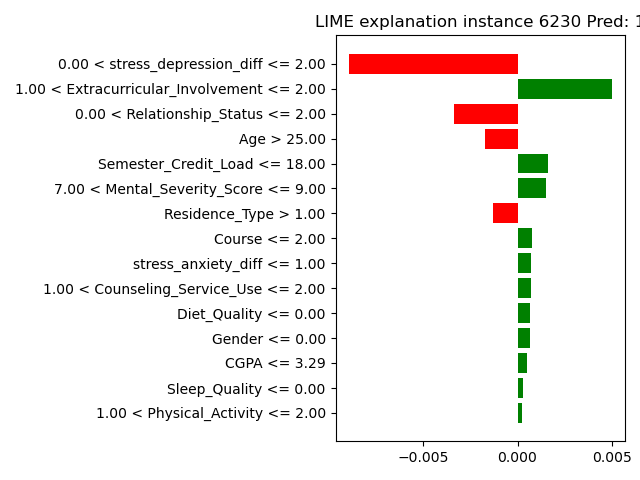 LIME explanation instance 6230 Pred: 1
0.00 < stress_depression_diff <= 2.00
1.00 < Extracurricular_Involvement <= 2.00
0.00 < Relationship_Status <= 2.00
Age > 25.00
Semester_Credit_Load <= 18.00
7.00 < Mental_Severity_Score <= 9.00
Residence_Type > 1.00
Course <= 2.00
stress_anxiety_diff <= 1.00
1.00 < Counseling_Service_Use <= 2.00
Diet_Quality <= 0.00
Gender <= 0.00
CGPA <= 3.29
Sleep_Quality <= 0.00
1.00 < Physical_Activity <= 2.00
−0.005 0.000 0.005